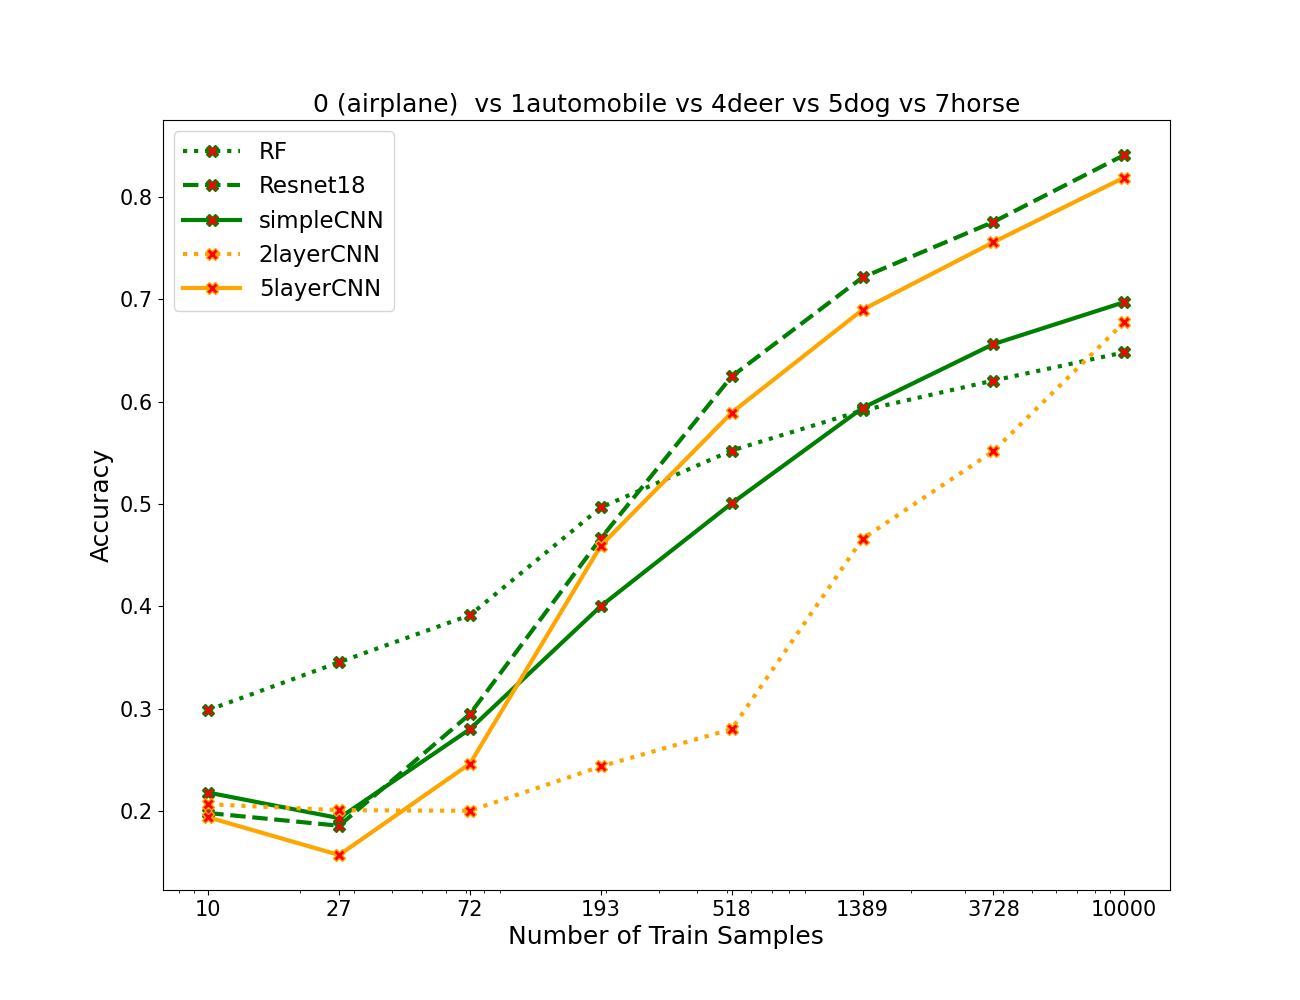 0 (airplane)  vs 1automobile vs 4deer vs 5dog vs 7horse
RF
Resnet18
simpleCNN
2layerCNN
5layerCNN
0.8
0.7
0.6
0.5
0.4
0.3
0.2
Accuracy
10 27 72 193 518 1389 3728 10000
Number of Train Samples